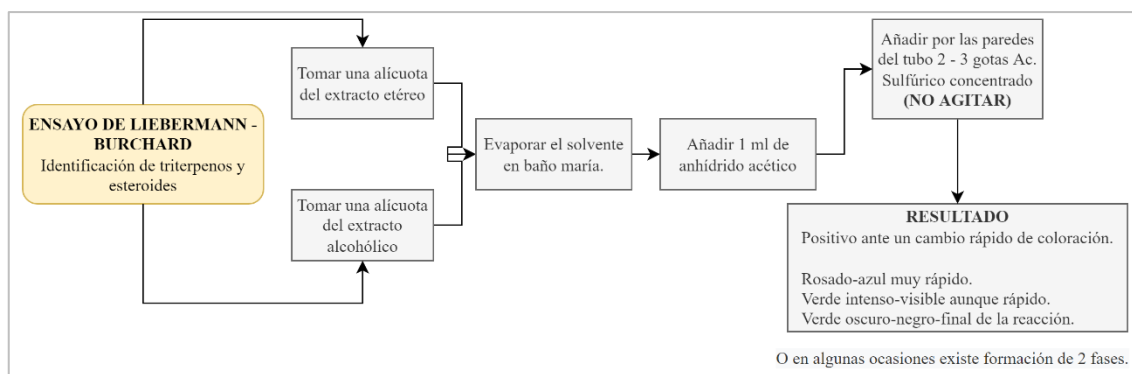 ENSAYO DE LIEBERMANN -
BURCHARD
Identificación de triterpenos y
esteroides
Tomar una alícuota
del extracto etéreo
Tomar una alícuota
del extracto
alcohólico
Evaporar el solvente
en baño maría.
Añadir 1 ml de
anhídrido acético
Añadir por las paredes
del tubo 2 - 3 gotas Ac.
Sulfúrico concentrado
(NO AGITAR)
RESULTADO
Positivo ante un cambio rápido de coloración.
Rosado-azul muy rápido.
Verde intenso-visible aunque rápido.
Verde oscuro-negro-final de la reacción.
O en algunas ocasiones existe formación de 2 fases.